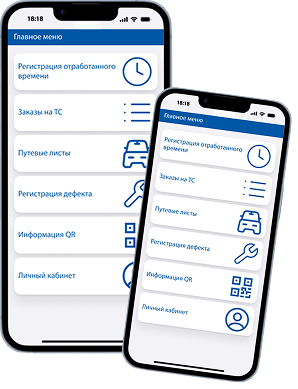 18:18
Главное меню
Регистрация отработанного
времени
Заказы на ТС
Путевые листы
Регистрация дефекта
Информация QR
Личный кабинет
18:18
Главное меню
Регистрация отработанного
времени
Заказы на ТС
Путевые листы
Регистрация дефекта
Информация QR
Личный кабинет